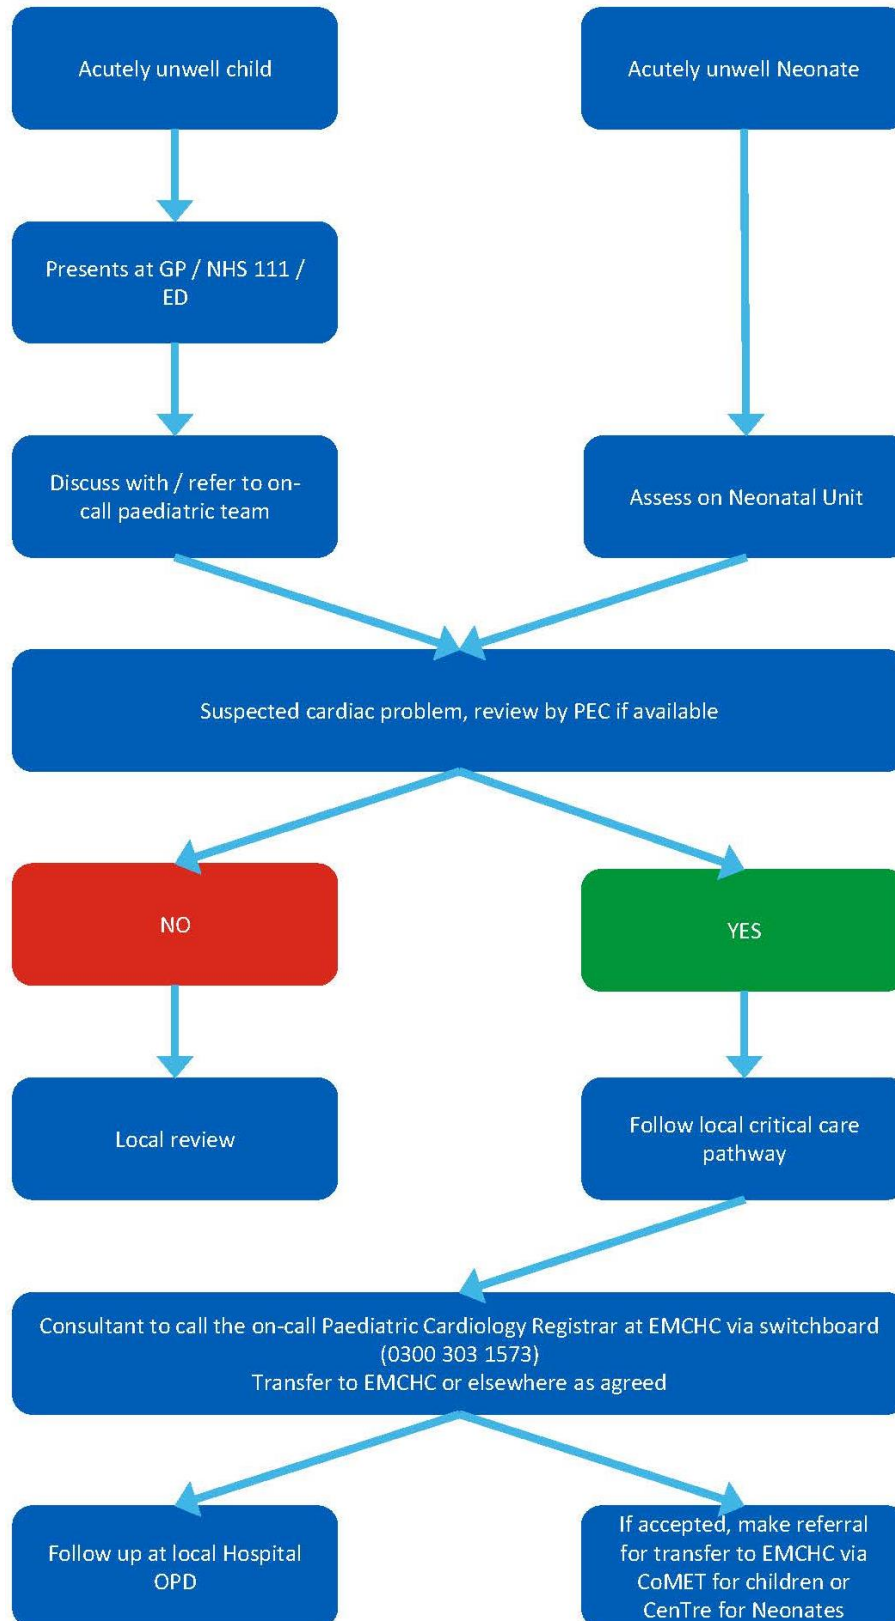 Acutely unwell child
Acutely unwell Neonate
Presents at GP / NHS 111 /
ED
Discuss with / refer to on-
call paediatric team
Assess on Neonatal Unit
Suspected cardiac problem, review by PEC if available
NO
YES
Local review
Follow local critical care
pathway
Consultant to call the on-call Paediatric Cardiology Registrar at EMCHC via switchboard
(0300 303 1573)
Transfer to EMCHC or elsewhere as agreed
Follow up at local Hospital
OPD
If accepted, make referral
for transfer to EMCHC via
CoMET for children or
CenTre for Neonates